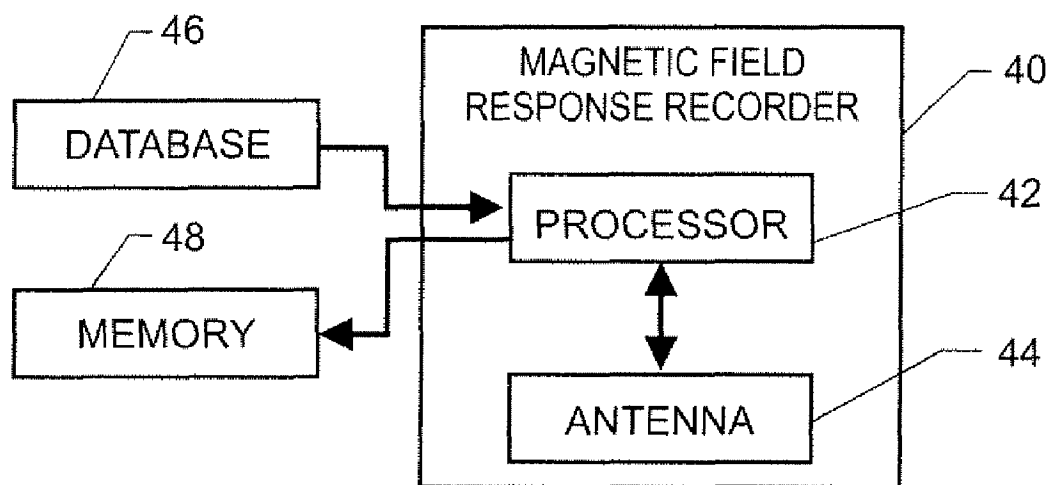 46
DATABASE
48
MEMORY
MAGNETIC FIELD
RESPONSE RECORDER
40
PROCESSOR
42
ANTENNA
44